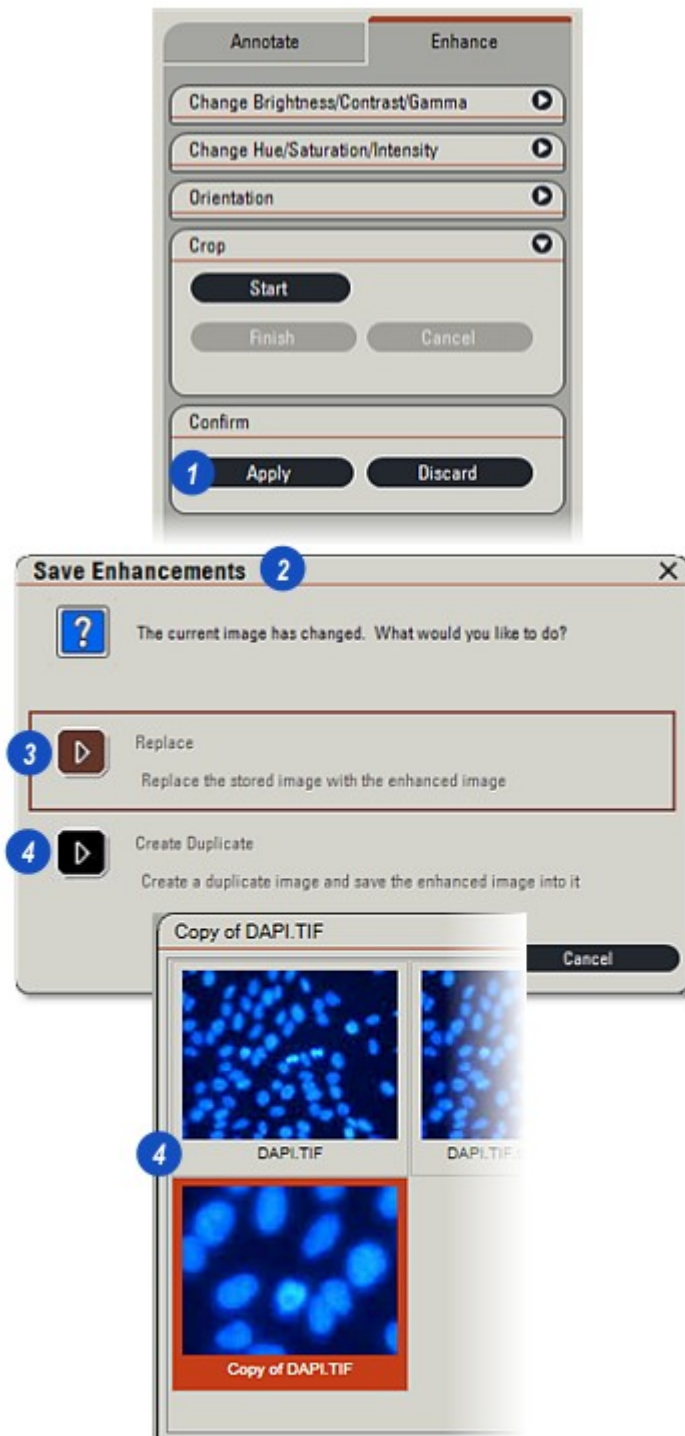 Annotate Enhance
Change Brightness/Contrast/Gamma
Change Hue/Saturation/Intensity
Orientation
Crop
Start
Finish Cancel
Confirm
1 Apply Discard
Save Enhancements 2
? The current image has changed. What would you like to do?
3 Replace
Replace the stored image with the enhanced image
4 Create Duplicate
Create a duplicate image and save the enhanced image into it
Copy of DAPI.TIF
Cancel
4 DAPI.TIF DAPI.TIF
Copy of DAPI.TIF